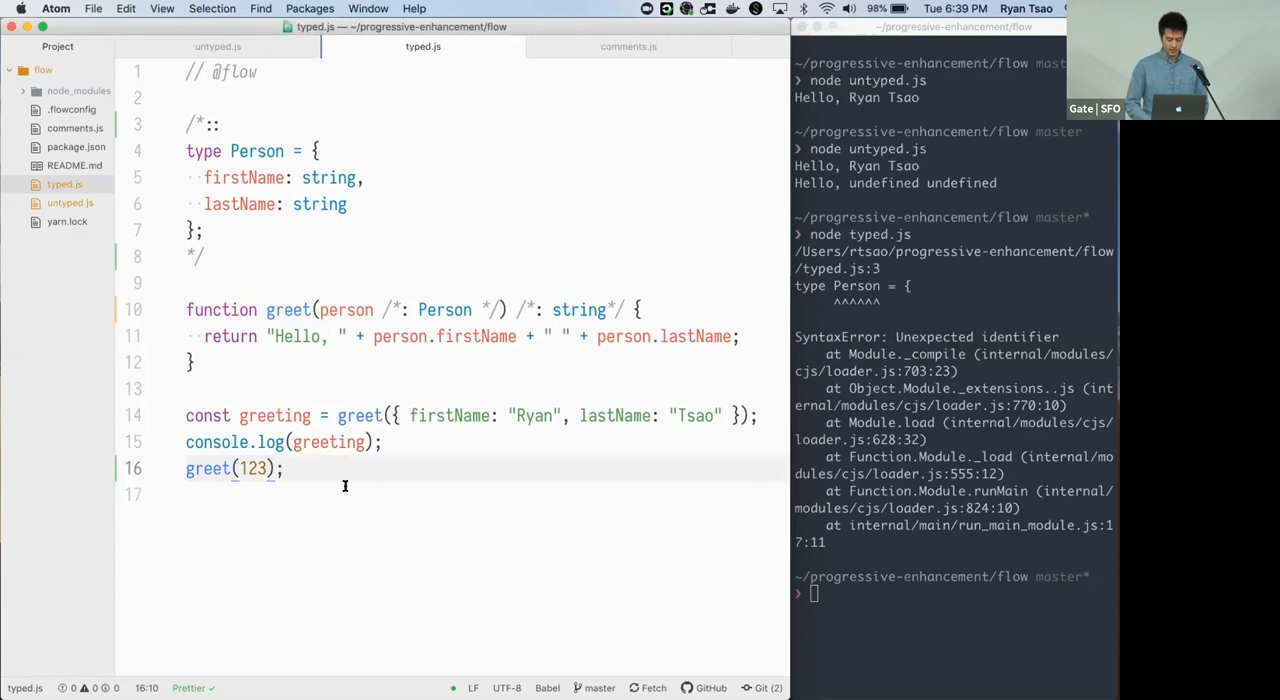 Atom File Edit View Selection Find Packages Window Help 98% Tue 6:39 PM Ryan Tsao
typed.js — ~/progressive-enhancement/flow
~/progressive-enhancement/flow
Project
untyped.js
typed.js
comments.js
flow
node_modules
.flowconfig
comments.js
package.json
README.md
typed.js
untyped.js
yarn.lock
1 // @flow
2
3 /*::
4 type Person = {
5 ··firstName: string,
6 ··lastName: string
7 };
8 */
9
10 function greet(person /*: Person */) /*: string*/ {
11 ··return "Hello, " + person.firstName + " " + person.lastName;
12 }
13
14 const greeting = greet({ firstName: "Ryan", lastName: "Tsao" });
15 console.log(greeting);
16 greet(123);
17
~/progressive-enhancement/flow mast
❯ node untyped.js
Hello, Ryan Tsao
~/progressive-enhancement/flow master
❯ node untyped.js
Hello, Ryan Tsao
Hello, undefined undefined
~/progressive-enhancement/flow master*
❯ node typed.js
/Users/rtsao/progressive-enhancement/flow
/typed.js:3
type Person = {
^^^^^^
SyntaxError: Unexpected identifier
at Module._compile (internal/modules/
cjs/loader.js:703:23)
at Object.Module._extensions..js (int
ernal/modules/cjs/loader.js:770:10)
at Module.load (internal/modules/cjs/
loader.js:628:32)
at Function.Module._load (internal/mo
dules/cjs/loader.js:555:12)
at Function.Module.runMain (internal/
modules/cjs/loader.js:824:10)
at internal/main/run_main_module.js:1
7:11
~/progressive-enhancement/flow master*
❯
Gate | SFO
typed.js 0 0 0 16:10 Prettier ✓ LF UTF-8 Babel master Fetch GitHub Git (2)